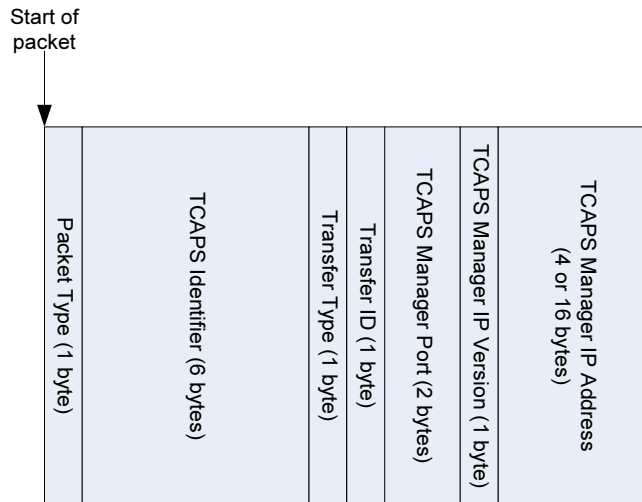 Start of
packet
Packet Type (1 byte)
TCAPS Identifier (6 bytes)
Transfer Type (1 byte)
Transfer ID (1 byte)
TCAPS Manager Port (2 bytes)
TCAPS Manager IP Version (1 byte)
TCAPS Manager IP Address
(4 or 16 bytes)